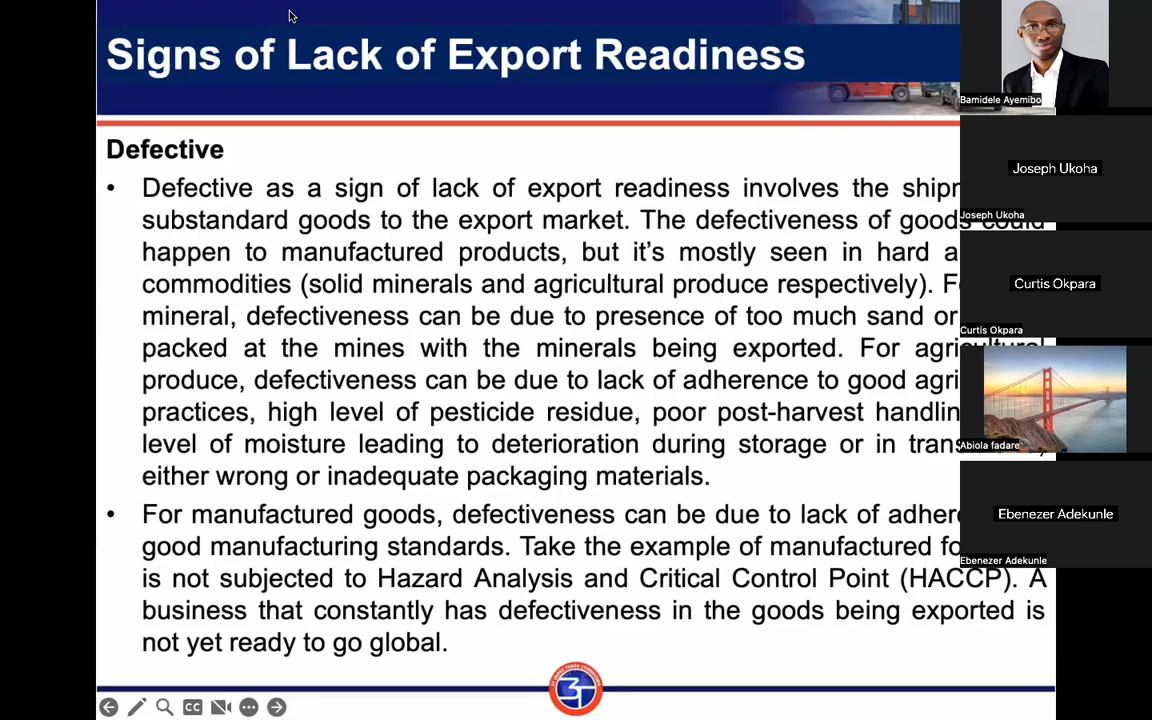 Signs of Lack of Export Readiness
Defective
• Defective as a sign of lack of export readiness involves the
substandard goods to the export market. The defectiveness of goods could
happen to manufactured products, but it's mostly seen in hard
commodities (solid minerals and agricultural produce respectively).
mineral, defectiveness can be due to presence of too much sand or
packed at the mines with the minerals being exported. For
produce, defectiveness can be due to lack of adherence to good
practices, high level of pesticide residue, poor post-harvest
level of moisture leading to deterioration during storage or in
either wrong or inadequate packaging materials.
• For manufactured goods, defectiveness can be due to lack of
good manufacturing standards. Take the example of manufactured
is not subjected to Hazard Analysis and Critical Control Point (HACCP). A
business that constantly has defectiveness in the goods being exported is
not yet ready to go global.
3T
CC
Bamidele Ayemibo
Joseph Ukoha
Joseph Ukoha
Curtis Okpara
Curtis Okpara
Abiola fadare
Ebenezer Adekunle
Ebenezer Adekunle